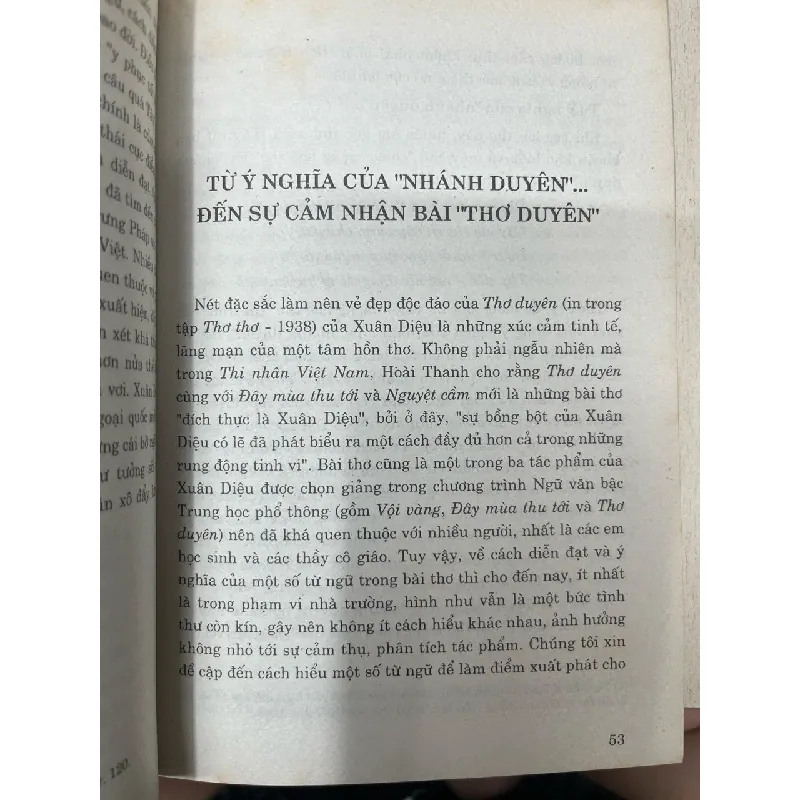 TỪ Ý NGHĨA CỦA "NHÁNH DUYÊN"...
ĐẾN SỰ CẢM NHẬN BÀI "THƠ DUYÊN"
Nét đặc sắc làm nên vẻ đẹp độc đáo của Thơ duyên (in trong
tập Thơ thơ - 1938) của Xuân Diệu là những xúc cảm tinh tế,
lãng mạn của một tâm hồn thơ. Không phải ngẫu nhiên mà
trong Thi nhân Việt Nam, Hoài Thanh cho rằng Thơ duyên
cùng với Đây mùa thu tới và Nguyệt cầm mới là những bài thơ
"đích thực là Xuân Diệu", bởi ở đây, "sự bồng bột của Xuân
Diệu có lẽ đã phát biểu ra một cách đầy đủ hơn cả trong những
rung động tinh vi". Bài thơ cũng là một trong ba tác phẩm của
Xuân Diệu được chọn giảng trong chương trình Ngữ văn bậc
Trung học phổ thông (gồm Vội vàng, Đây mùa thu tới và Thơ
duyên) nên đã khá quen thuộc với nhiều người, nhất là các em
học sinh và các thầy cô giáo. Tuy vậy, về cách diễn đạt và ý
nghĩa của một số từ ngữ trong bài thơ thì cho đến nay, ít nhất
là trong phạm vi nhà trường, hình như vẫn là một bức tình
thư còn kín, gây nên không ít cách hiểu khác nhau, ảnh hưởng
không nhỏ tới sự cảm thụ, phân tích tác phẩm. Chúng tôi xin
đề cập đến cách hiểu một số từ ngữ để làm điểm xuất phát cho
53